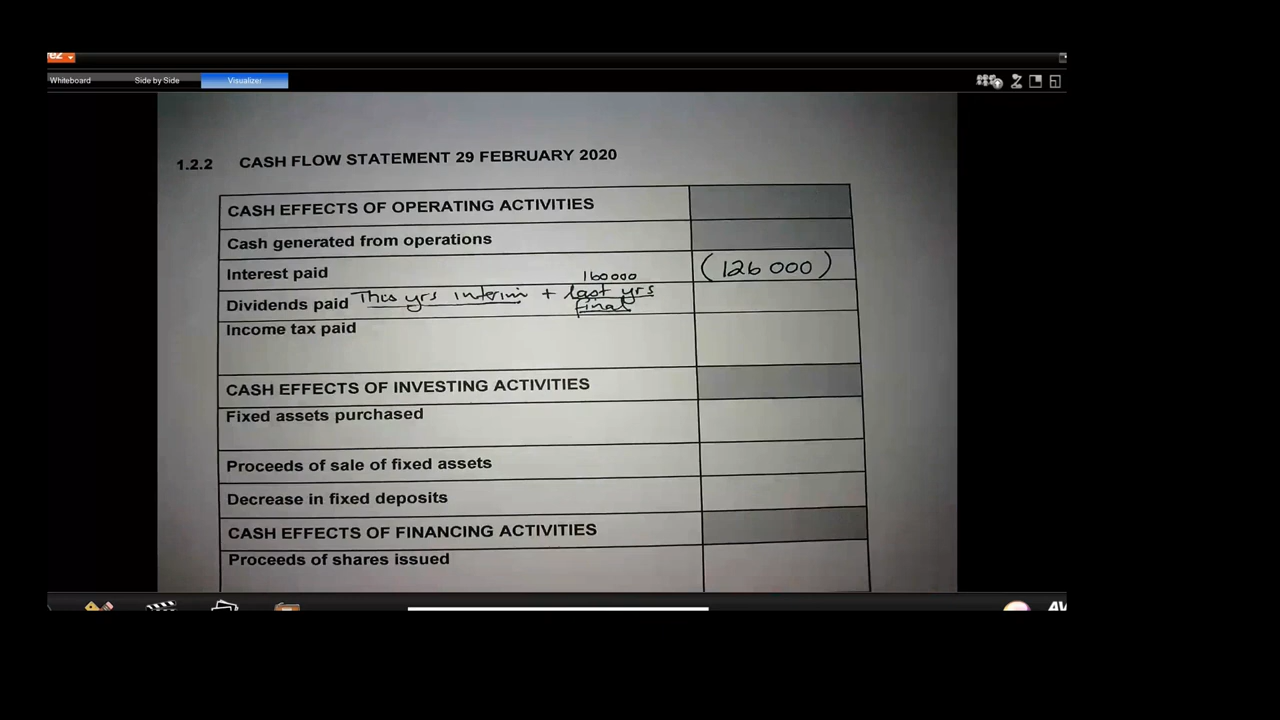 eZ
Whiteboard Side by Side Visualizer
1.2.2 CASH FLOW STATEMENT 29 FEBRUARY 2020
CASH EFFECTS OF OPERATING ACTIVITIES
Cash generated from operations
Interest paid (126 000)
160000
Dividends paid This yrs interim + last yrs
final
Income tax paid
CASH EFFECTS OF INVESTING ACTIVITIES
Fixed assets purchased
Proceeds of sale of fixed assets
Decrease in fixed deposits
CASH EFFECTS OF FINANCING ACTIVITIES
Proceeds of shares issued